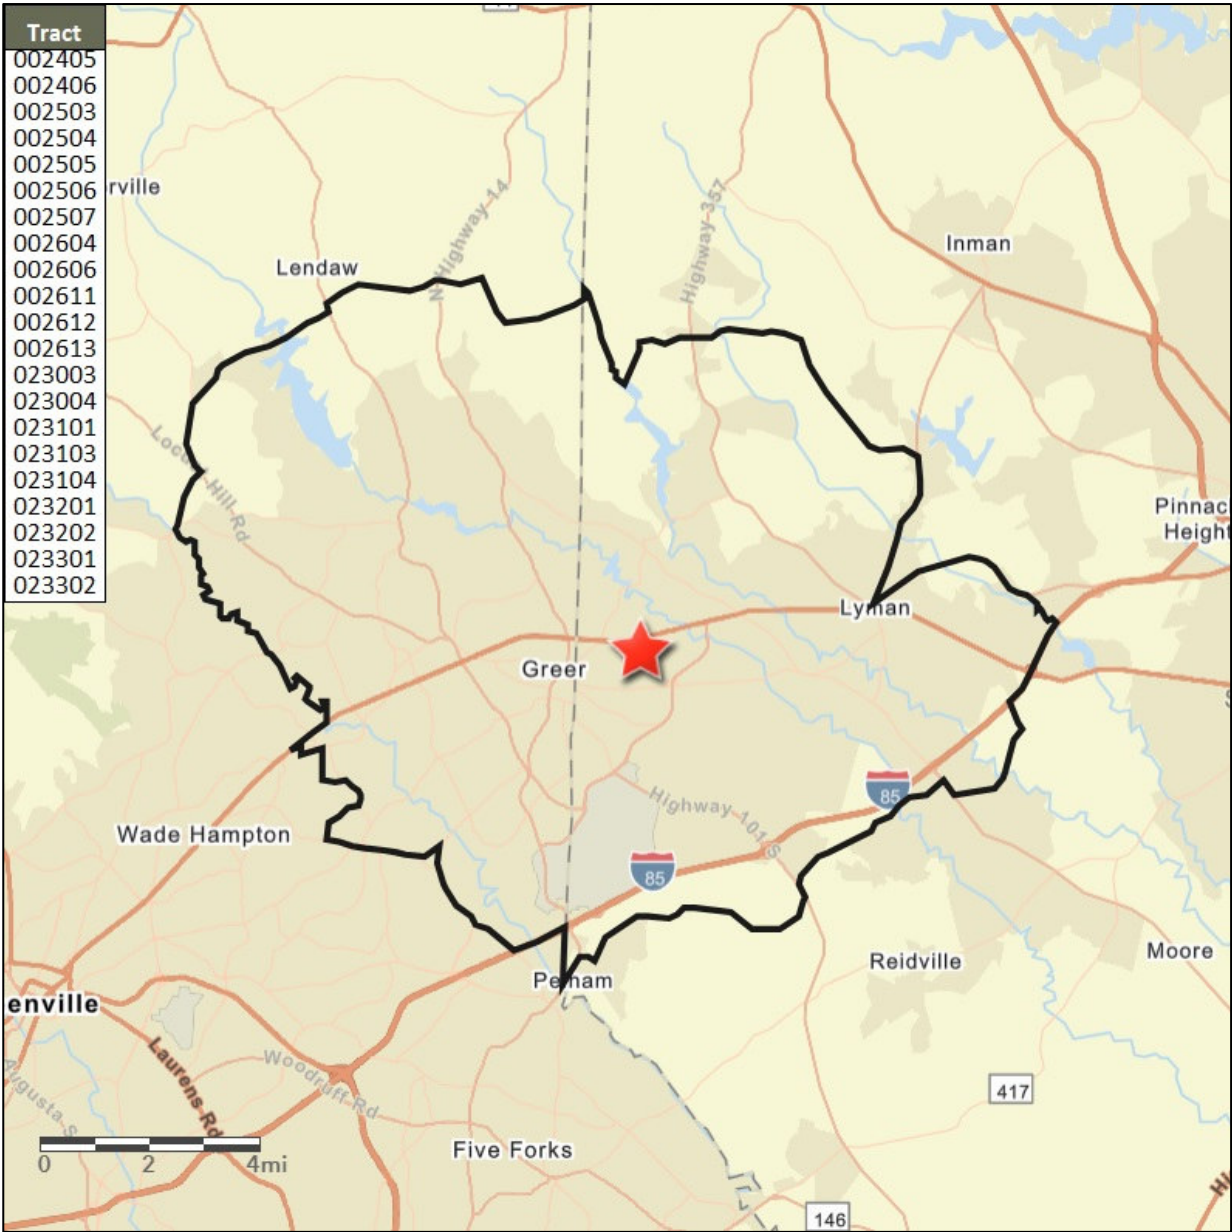 Tract
002405
002406
002503
002504
002505
002506
002507
002604
002606
002611
002612
002613
023003
023004
023101
023103
023104
023201
023202
023301
023302
rville
Lendaw
N Highway 14
Highway 357
Inman
Locust Hill Rd
Pinnac
Height
Lyman
Greer
85
Highway 101 S
85
Wade Hampton
Pelham
Reidville
Moore
enville
Laurens Rd
Woodruff Rd
Augusta S
417
Five Forks
0 2 4mi
146